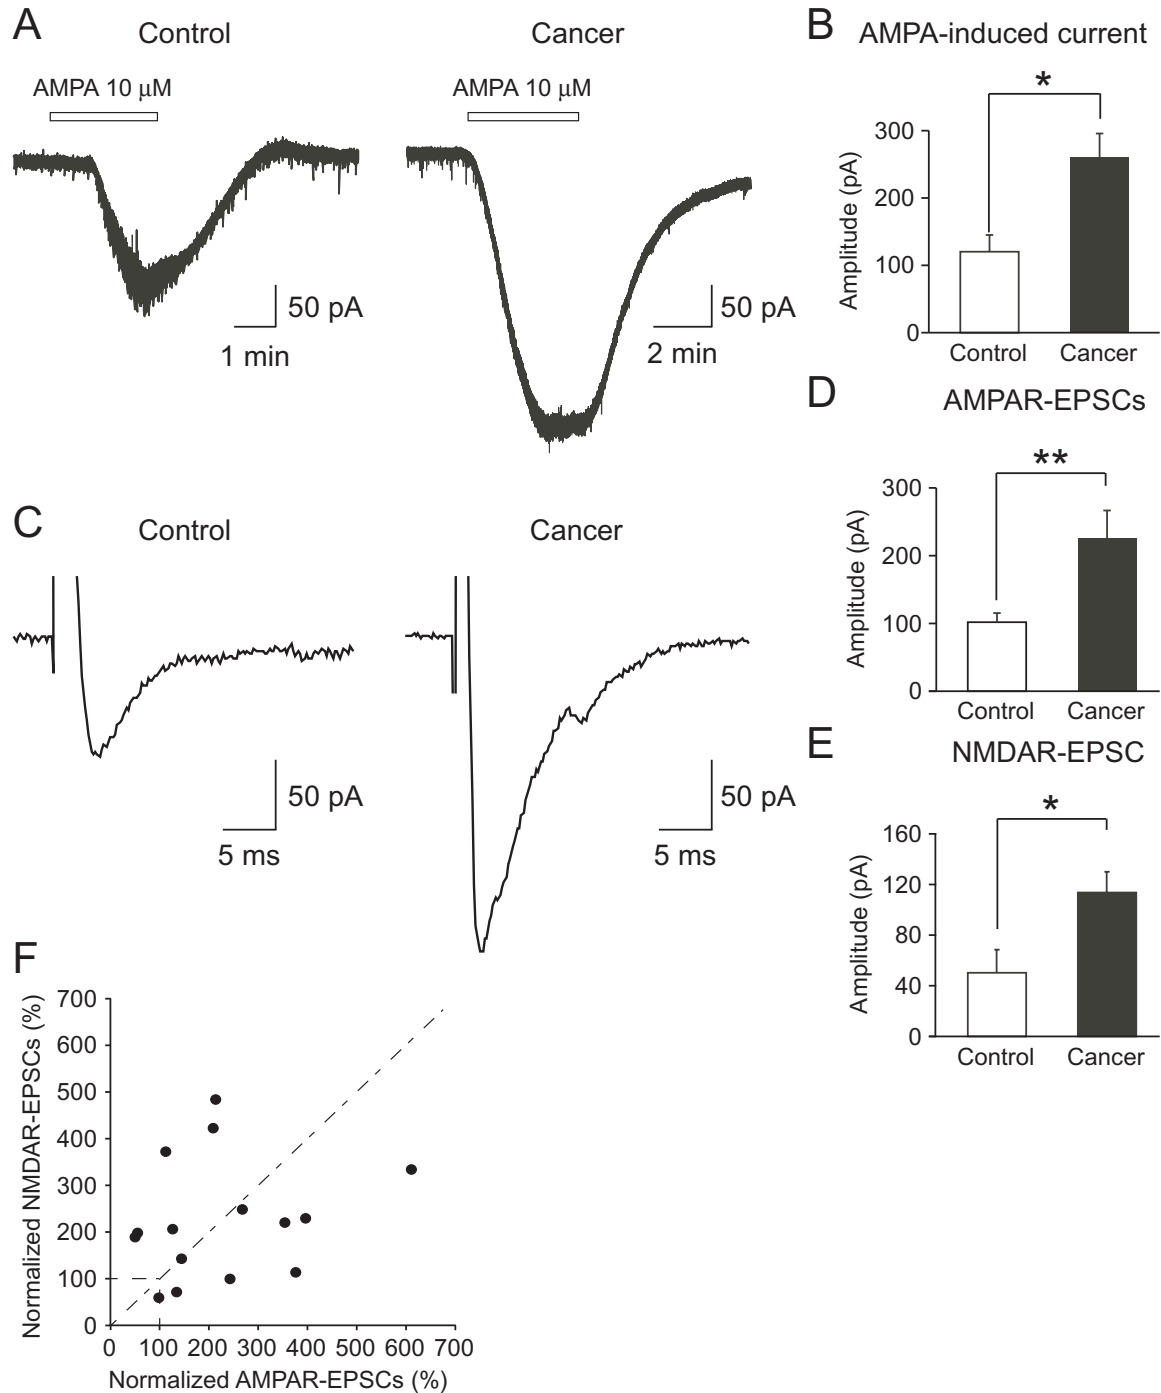 A
Control
Cancer
AMPA 10 μM
AMPA 10 μM
50 pA
1 min
50 pA
2 min
B
AMPA-induced current
*
300
200
100
0
Amplitude (pA)
Control
Cancer
C
Control
Cancer
50 pA
5 ms
50 pA
5 ms
D
AMPAR-EPSCs
**
300
200
100
0
Amplitude (pA)
Control
Cancer
E
NMDAR-EPSC
*
160
120
80
40
0
Amplitude (pA)
Control
Cancer
F
700
600
500
400
300
200
100
0
Normalized NMDAR-EPSCs (%)
0 100 200 300 400 500 600 700
Normalized AMPAR-EPSCs (%)